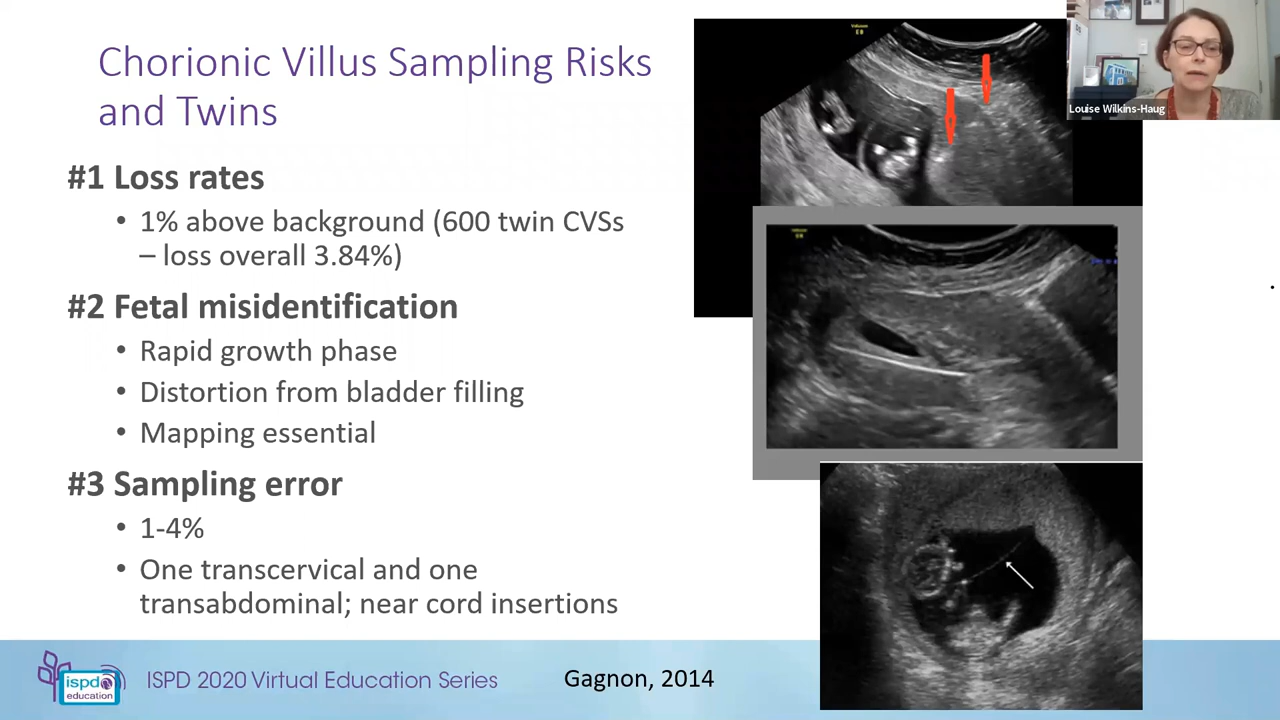 Chorionic Villus Sampling Risks
and Twins
#1 Loss rates
• 1% above background (600 twin CVSs
– loss overall 3.84%)
#2 Fetal misidentification
• Rapid growth phase
• Distortion from bladder filling
• Mapping essential
#3 Sampling error
• 1-4%
• One transcervical and one
transabdominal; near cord insertions
Louise Wilkins-Haug
ispd
education
ISPD 2020 Virtual Education Series
Gagnon, 2014